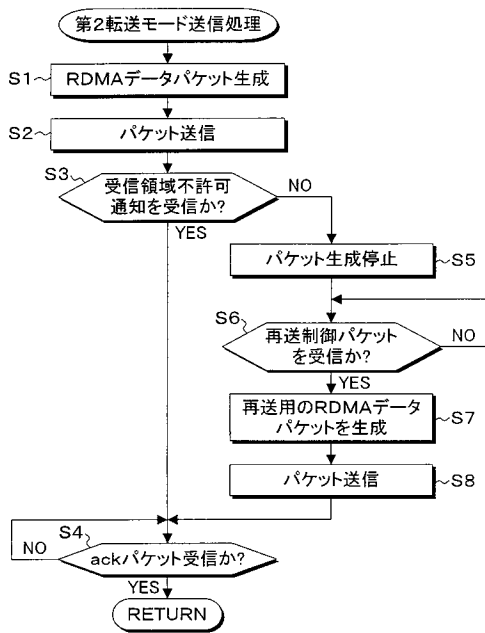 第2転送モード送信処理
S1
RDMAデータパケット生成
S2
パケット送信
S3
受信領域不許可
通知を受信か?
NO
YES
パケット生成停止
S5
S6
再送制御パケット
を受信か?
NO
YES
再送用のRDMAデータ
パケットを生成
S7
パケット送信
S8
S4
NO
ackパケット受信か?
YES
RETURN